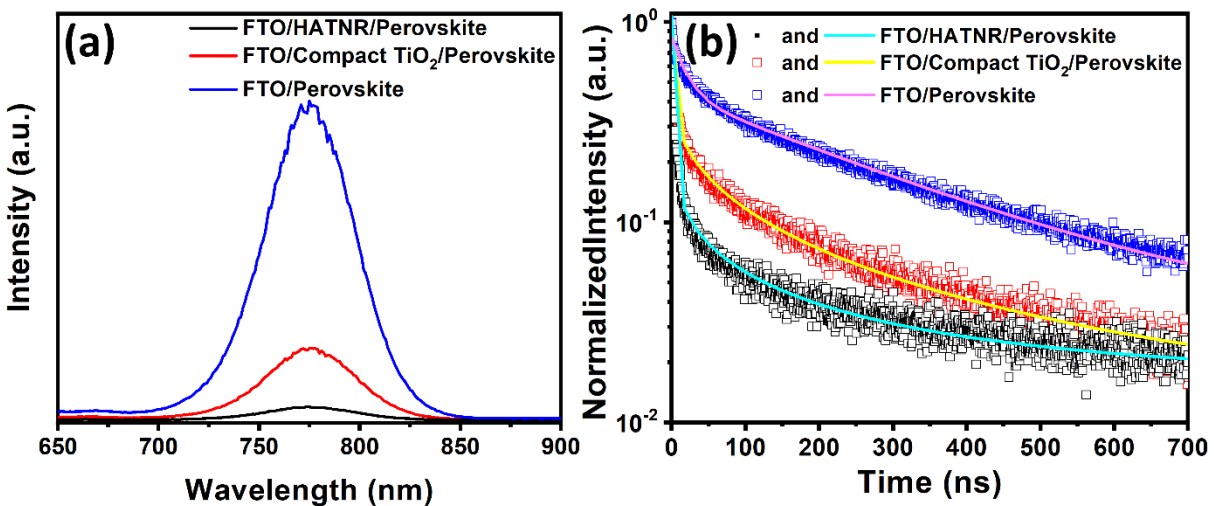 (a)
FTO/HATNR/Perovskite
FTO/Compact TiO₂/Perovskite
FTO/Perovskite
Intensity (a.u.)
650 700 750 800 850 900
Wavelength (nm)
(b)
and FTO/HATNR/Perovskite
and FTO/Compact TiO₂/Perovskite
and FTO/Perovskite
NormalizedIntensity (a.u.)
10⁰
10⁻¹
10⁻²
0 100 200 300 400 500 600 700
Time (ns)